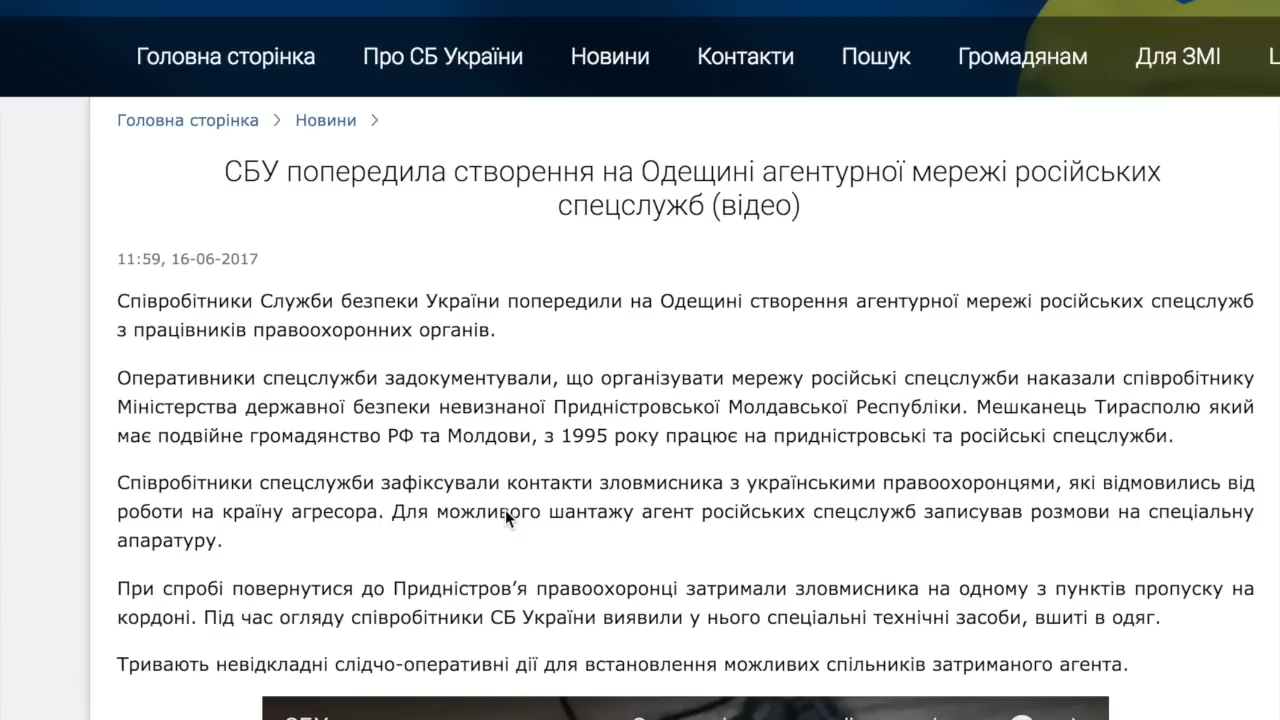 Головна сторінка Про СБ України Новини Контакти Пошук Громадянам Для ЗМІ
Головна сторінка > Новини >
СБУ попередила створення на Одещині агентурної мережі російських
спецслужб (відео)
11:59, 16-06-2017
Співробітники Служби безпеки України попередили на Одещині створення агентурної мережі російських спецслужб
з працівників правоохоронних органів.
Оперативники спецслужби задокументували, що організувати мережу російські спецслужби наказали співробітнику
Міністерства державної безпеки невизнаної Придністровської Молдавської Республіки. Мешканець Тирасполю який
має подвійне громадянство РФ та Молдови, з 1995 року працює на придністровські та російські спецслужби.
Співробітники спецслужби зафіксували контакти зловмисника з українськими правоохоронцями, які відмовились від
роботи на країну агресора. Для можливого шантажу агент російських спецслужб записував розмови на спеціальну
апаратуру.
При спробі повернутися до Придністров’я правоохоронці затримали зловмисника на одному з пунктів пропуску на
кордоні. Під час огляду співробітники СБ України виявили у нього спеціальні технічні засоби, вшиті в одяг.
Тривають невідкладні слідчо-оперативні дії для встановлення можливих спільників затриманого агента.